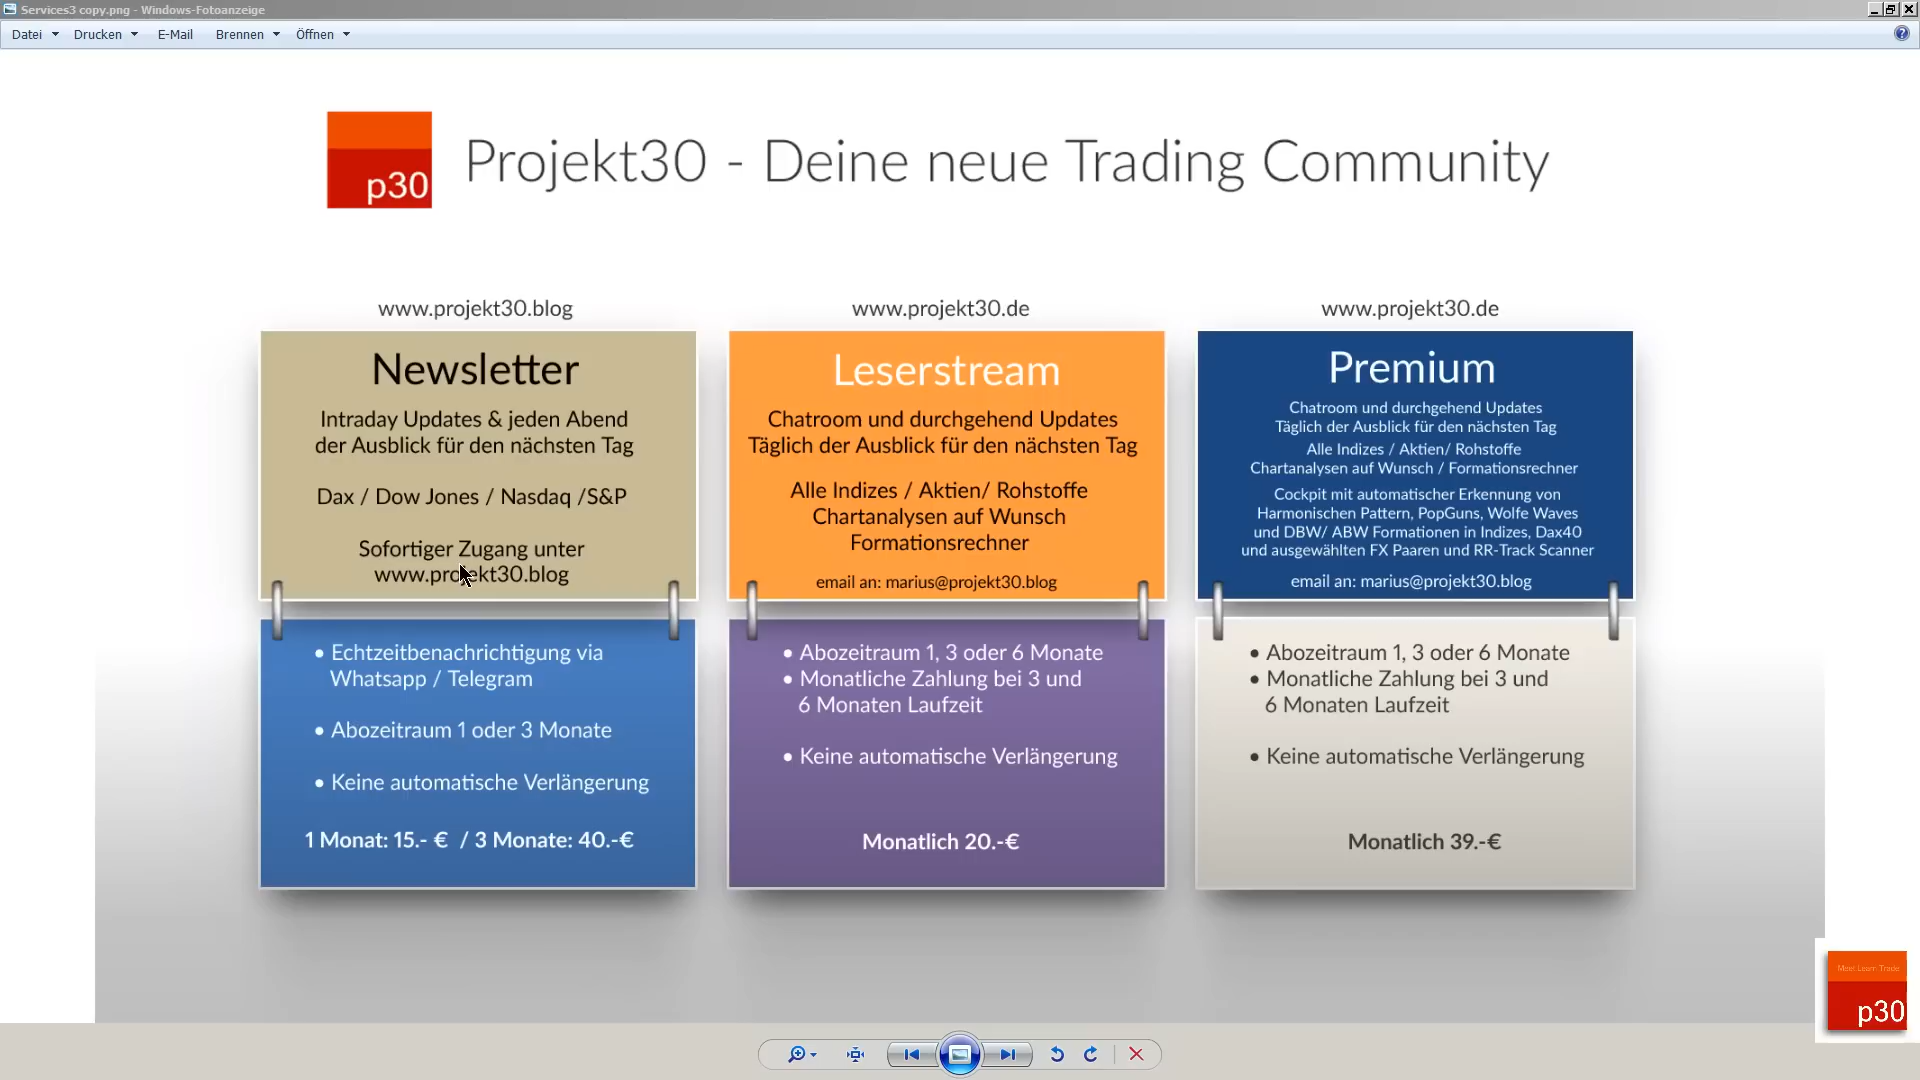 Services3 copy.png - Windows-Fotoanzeige
Datei Drucken E-Mail Brennen Öffnen
p30
Projekt30 - Deine neue Trading Community
www.projekt30.blog
Newsletter
Intraday Updates & jeden Abend
der Ausblick für den nächsten Tag
Dax / Dow Jones / Nasdaq /S&P
Sofortiger Zugang unter
www.projekt30.blog
• Echtzeitbenachrichtigung via
Whatsapp / Telegram
• Abozeitraum 1 oder 3 Monate
• Keine automatische Verlängerung
1 Monat: 15.- € / 3 Monate: 40.-€
www.projekt30.de
Leserstream
Chatroom und durchgehend Updates
Täglich der Ausblick für den nächsten Tag
Alle Indizes / Aktien/ Rohstoffe
Chartanalysen auf Wunsch
Formationsrechner
email an: marius@projekt30.blog
• Abozeitraum 1, 3 oder 6 Monate
• Monatliche Zahlung bei 3 und
6 Monaten Laufzeit
• Keine automatische Verlängerung
Monatlich 20.-€
www.projekt30.de
Premium
Chatroom und durchgehend Updates
Täglich der Ausblick für den nächsten Tag
Alle Indizes / Aktien/ Rohstoffe
Chartanalysen auf Wunsch / Formationsrechner
Cockpit mit automatischer Erkennung von
Harmonischen Pattern, PopGuns, Wolfe Waves
und DBW/ ABW Formationen in Indizes, Dax40
und ausgewählten FX Paaren und RR-Track Scanner
email an: marius@projekt30.blog
• Abozeitraum 1, 3 oder 6 Monate
• Monatliche Zahlung bei 3 und
6 Monaten Laufzeit
• Keine automatische Verlängerung
Monatlich 39.-€
Meet Learn Trade
p30